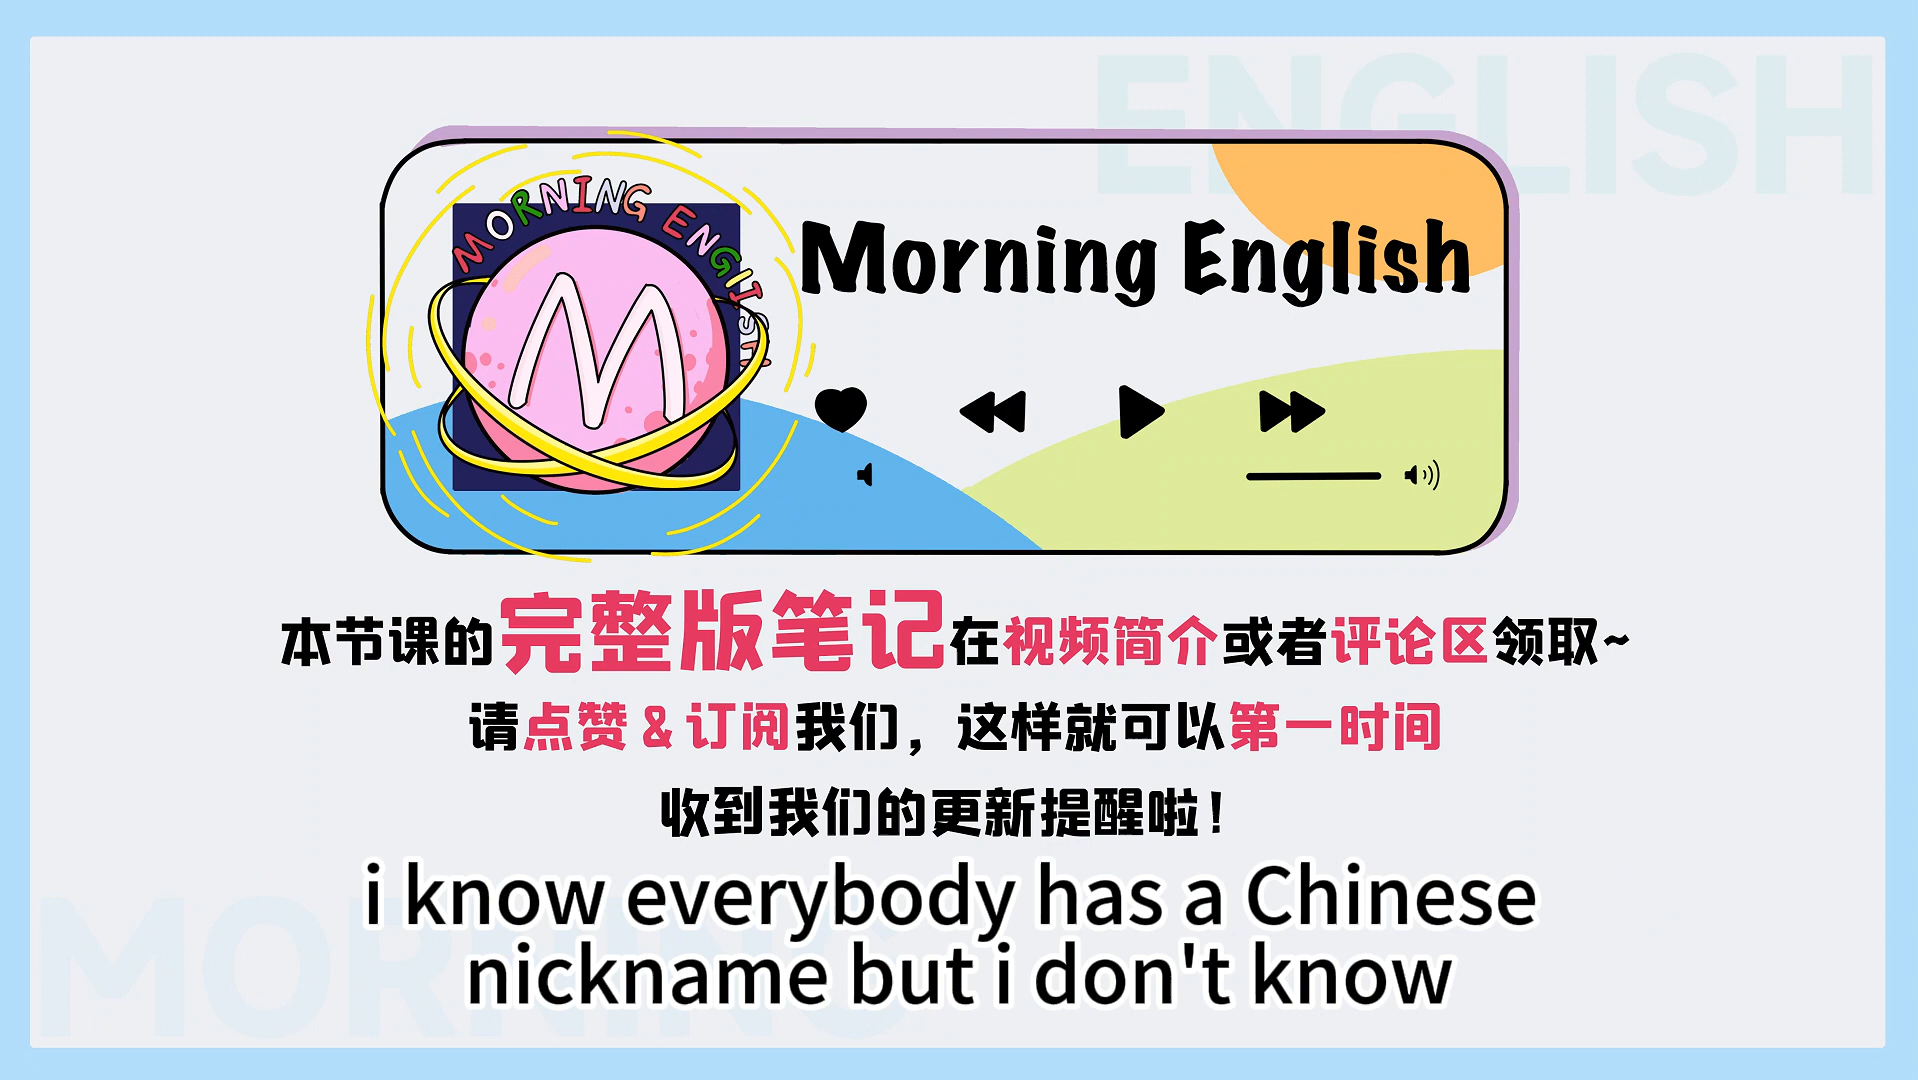 ENGLISH
MORNING ENGLISH
M
Morning English
本节课的完整版笔记在视频简介或者评论区领取~
请点赞&订阅我们，这样就可以第一时间
收到我们的更新提醒啦！
i know everybody has a Chinese
nickname but i don't know
MORNING